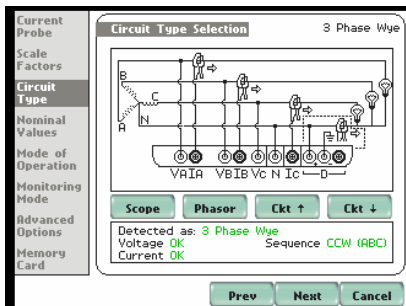 Current Probe
Scale Factors
Circuit Type
Nominal Values
Mode of Operation
Monitoring Mode
Advanced Options
Memory Card
Circuit Type Selection 3 Phase Wye
B
C
A
N
VA IA VB IB Vc N Ic D
+ -
Scope Phasor Ckt ↑ Ckt ↓
Detected as: 3 Phase Wye
Voltage OK Sequence CCW (ABC)
Current OK
Prev Next Cancel